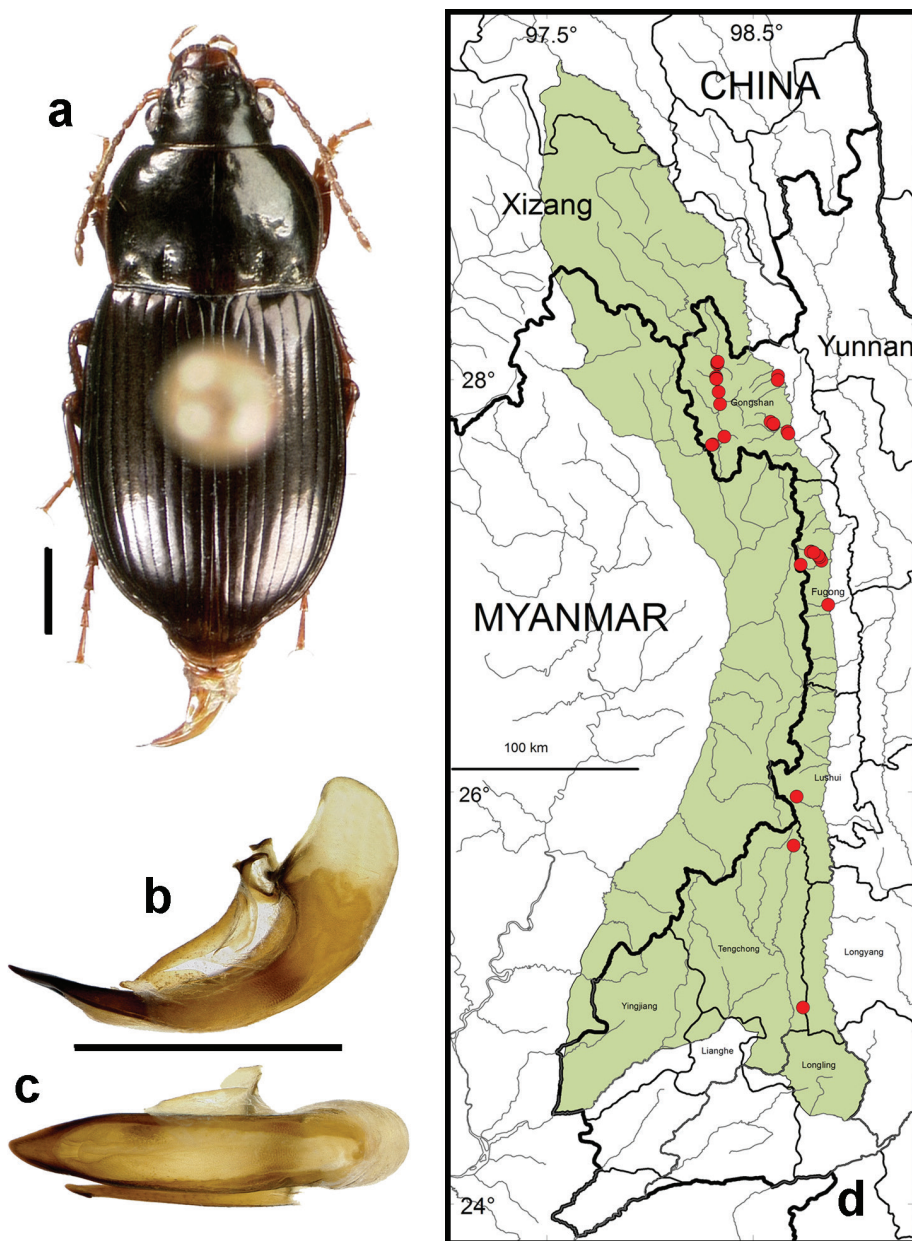 a
b
c
97.5°
98.5°
CHINA
Xizang
Yunnan
28°
Gongshan
MYANMAR
Fugong
100 km
Lushui
26°
Tengchong
Longyang
Yingjiang
Lianghe
Longling
24°
d